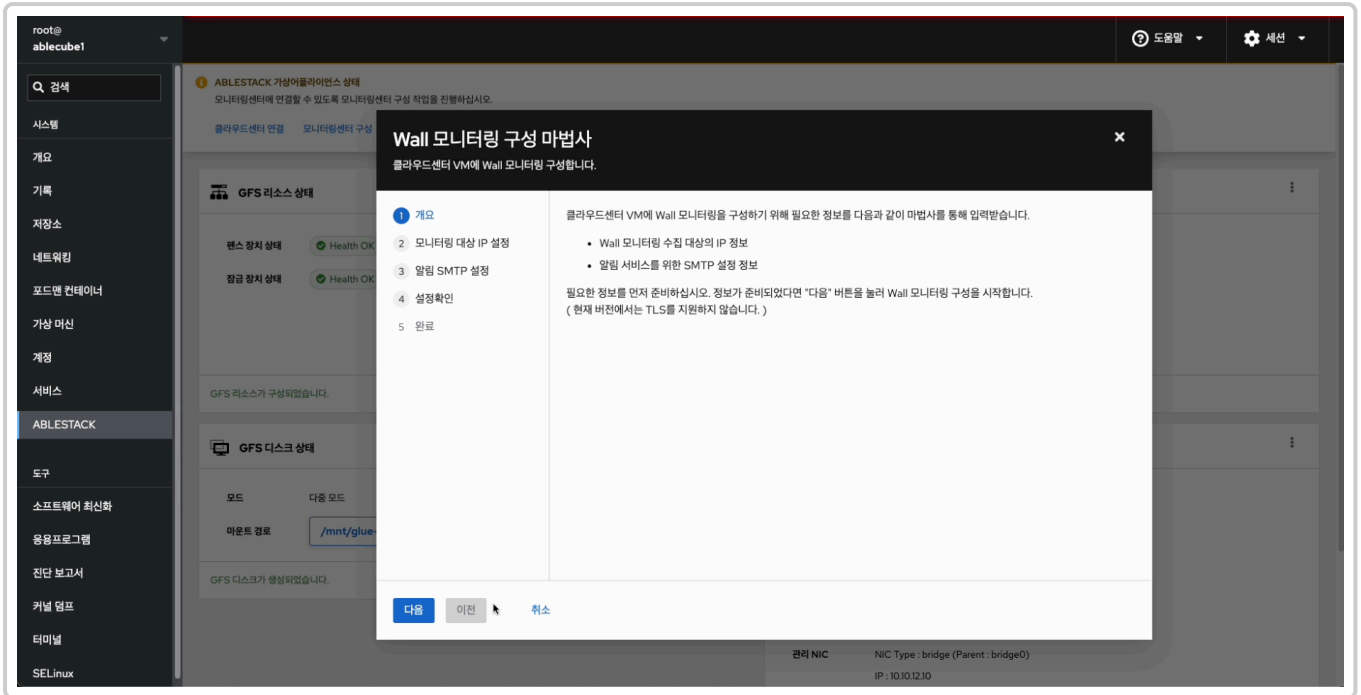 root@
ablecube1
도움말
세션
검색
시스템
개요
기록
저장소
네트워킹
포드맨 컨테이너
가상 머신
계정
서비스
ABLESTACK
도구
소프트웨어 최신화
응용프로그램
진단 보고서
커널 덤프
터미널
SELinux
ABLESTACK 가상어플라이언스 상태
모니터링센터에 연결할 수 있도록 모니터링센터 구성 작업을 진행하십시오.
클라우드센터 연결 모니터링센터 구성
GFS 리소스 상태
펜스 장치 상태 Health OK
잠금 장치 상태 Health OK
GFS 리소스가 구성되었습니다.
GFS 디스크 상태
모드 다중 모드
마운트 경로 /mnt/glue-
GFS 디스크가 생성되었습니다.
Wall 모니터링 구성 마법사
클라우드센터 VM에 Wall 모니터링 구성합니다.
1 개요
2 모니터링 대상 IP 설정
3 알림 SMTP 설정
4 설정확인
5 완료
클라우드센터 VM에 Wall 모니터링을 구성하기 위해 필요한 정보를 다음과 같이 마법사를 통해 입력받습니다.
• Wall 모니터링 수집 대상의 IP 정보
• 알림 서비스를 위한 SMTP 설정 정보
필요한 정보를 먼저 준비하십시오. 정보가 준비되었다면 "다음" 버튼을 눌러 Wall 모니터링 구성을 시작합니다.
( 현재 버전에서는 TLS를 지원하지 않습니다. )
다음 이전 취소
관리 NIC NIC Type : bridge (Parent : bridge0)
IP : 10.10.12.10